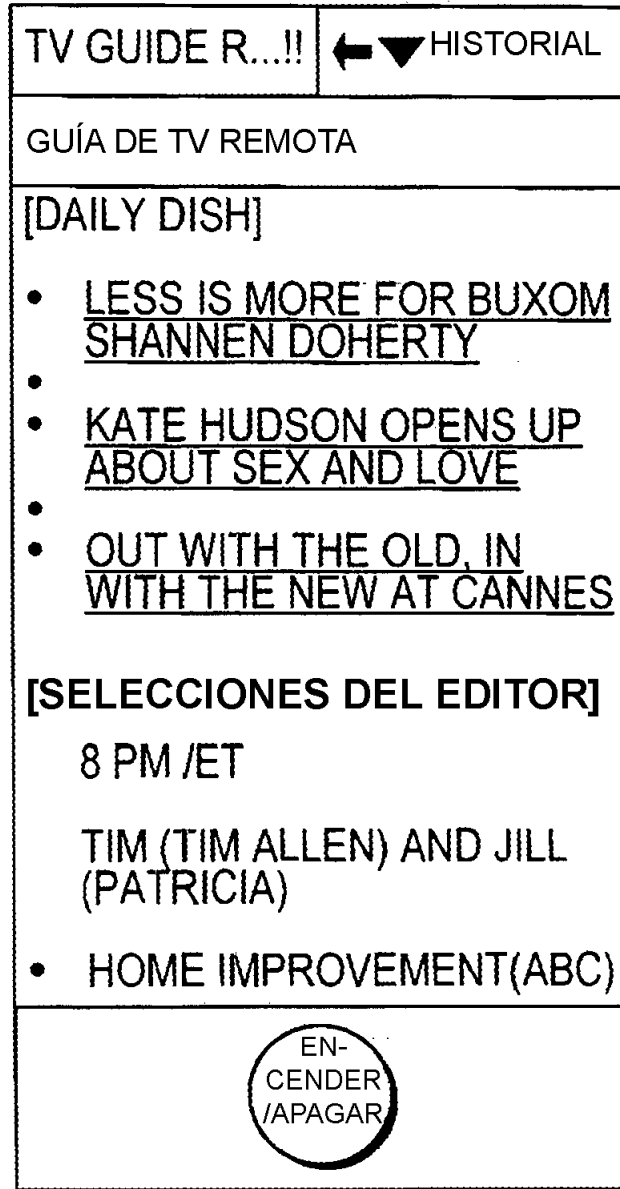 TV GUIDE R...!! HISTORIAL
GUÍA DE TV REMOTA
[DAILY DISH]
• LESS IS MORE FOR BUXOM
SHANNEN DOHERTY
•
• KATE HUDSON OPENS UP
ABOUT SEX AND LOVE
•
• OUT WITH THE OLD, IN
WITH THE NEW AT CANNES
[SELECCIONES DEL EDITOR]
8 PM /ET
TIM (TIM ALLEN) AND JILL
(PATRICIA)
• HOME IMPROVEMENT(ABC)
EN-
CENDER
/APAGAR